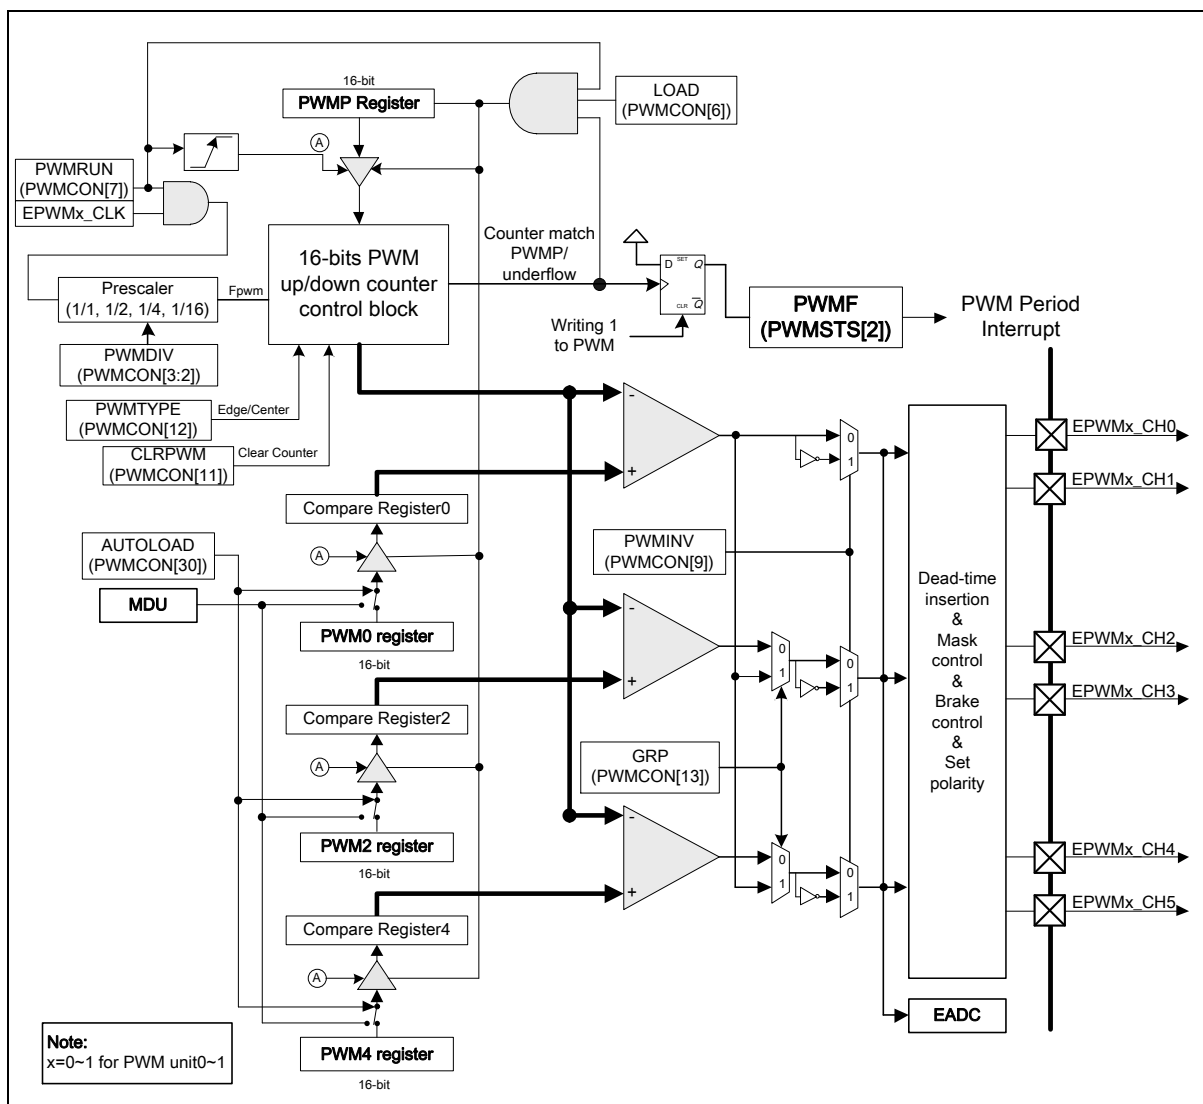 16-bit
PWMP Register
LOAD
(PWMCON[6])
A
PWMRUN
(PWMCON[7])
EPWMx_CLK
16-bits PWM
up/down counter
control block
Counter match
PWMP/
underflow
D
SET
Q
CLR
Q
Prescaler
(1/1, 1/2, 1/4, 1/16)
Fpwm
Writing 1
to PWM
PWMF
(PWMSTS[2])
PWM Period
Interrupt
PWMDIV
(PWMCON[3:2])
PWMTYPE
(PWMCON[12])
Edge/Center
CLRPWM
(PWMCON[11])
Clear Counter
-
+
0
1
EPWMx_CH0
EPWMx_CH1
Compare Register0
AUTOLOAD
(PWMCON[30])
A
MDU
PWM0 register
16-bit
PWMINV
(PWMCON[9])
-
+
0
1
0
1
Dead-time
insertion
&
Mask
control
&
Brake
control
&
Set
polarity
EPWMx_CH2
EPWMx_CH3
Compare Register2
A
PWM2 register
16-bit
GRP
(PWMCON[13])
-
+
0
1
0
1
EPWMx_CH4
EPWMx_CH5
Compare Register4
A
PWM4 register
16-bit
EADC
Note:
x=0~1 for PWM unit0~1